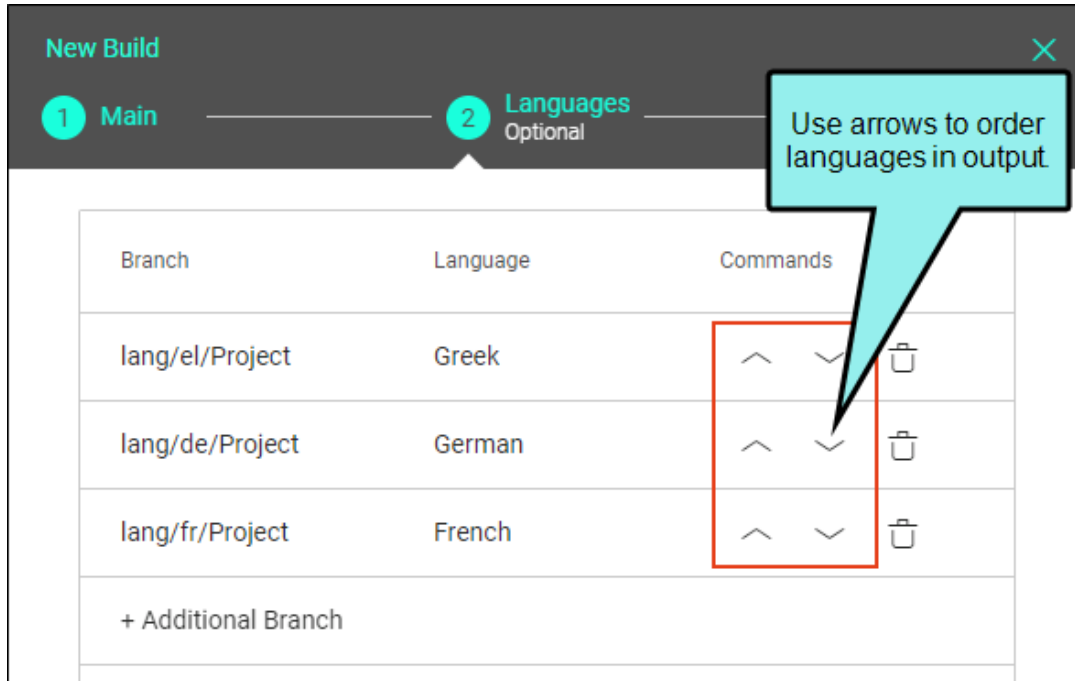 New Build
1 Main
2 Languages
Optional
Use arrows to order
languages in output.
Branch Language Commands
lang/el/Project Greek
lang/de/Project German
lang/fr/Project French
+ Additional Branch